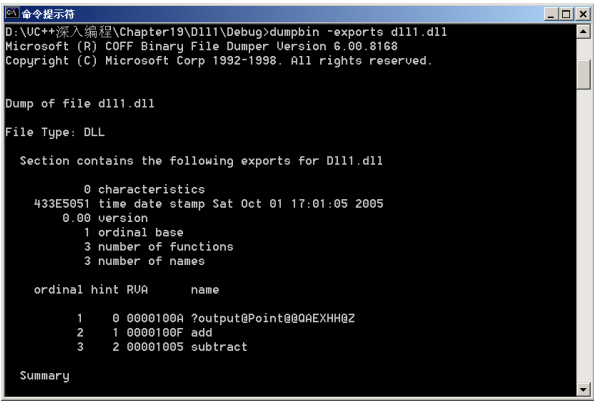 命令提示符
D:\VC++深入编程\Chapter19\Dll1\Debug>dumpbin -exports dll1.dll
Microsoft (R) COFF Binary File Dumper Version 6.00.8168
Copyright (C) Microsoft Corp 1992-1998. All rights reserved.
Dump of file dll1.dll
File Type: DLL
Section contains the following exports for Dll1.dll
0 characteristics
433E5051 time date stamp Sat Oct 01 17:01:05 2005
0.00 version
1 ordinal base
3 number of functions
3 number of names
ordinal hint RVA name
1 0 0000100A ?output@Point@@QAEXHH@Z
2 1 0000100F add
3 2 00001005 subtract
Summary